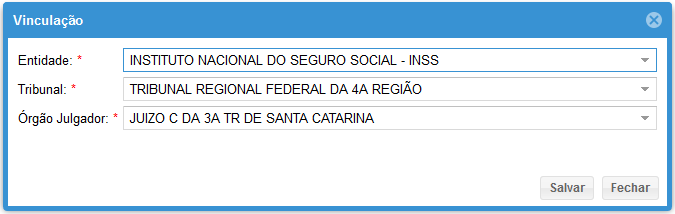 Vinculação
Entidade: * INSTITUTO NACIONAL DO SEGURO SOCIAL - INSS
Tribunal: * TRIBUNAL REGIONAL FEDERAL DA 4A REGIÃO
Órgão Julgador: * JUIZO C DA 3A TR DE SANTA CATARINA
Salvar Fechar